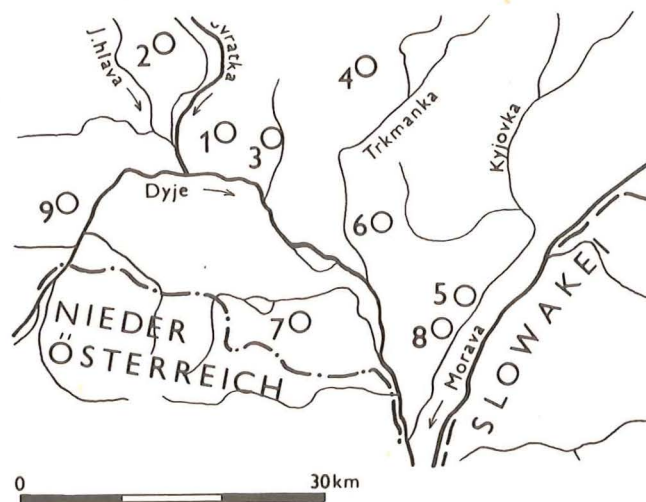 J.hlava
2
Svratka
4
1
3
Trkmanka
Kyjovka
Dyje
9
6
5
NIEDER
ÖSTERREICH
7
8
Morava
SLOWAKEI
0
30km